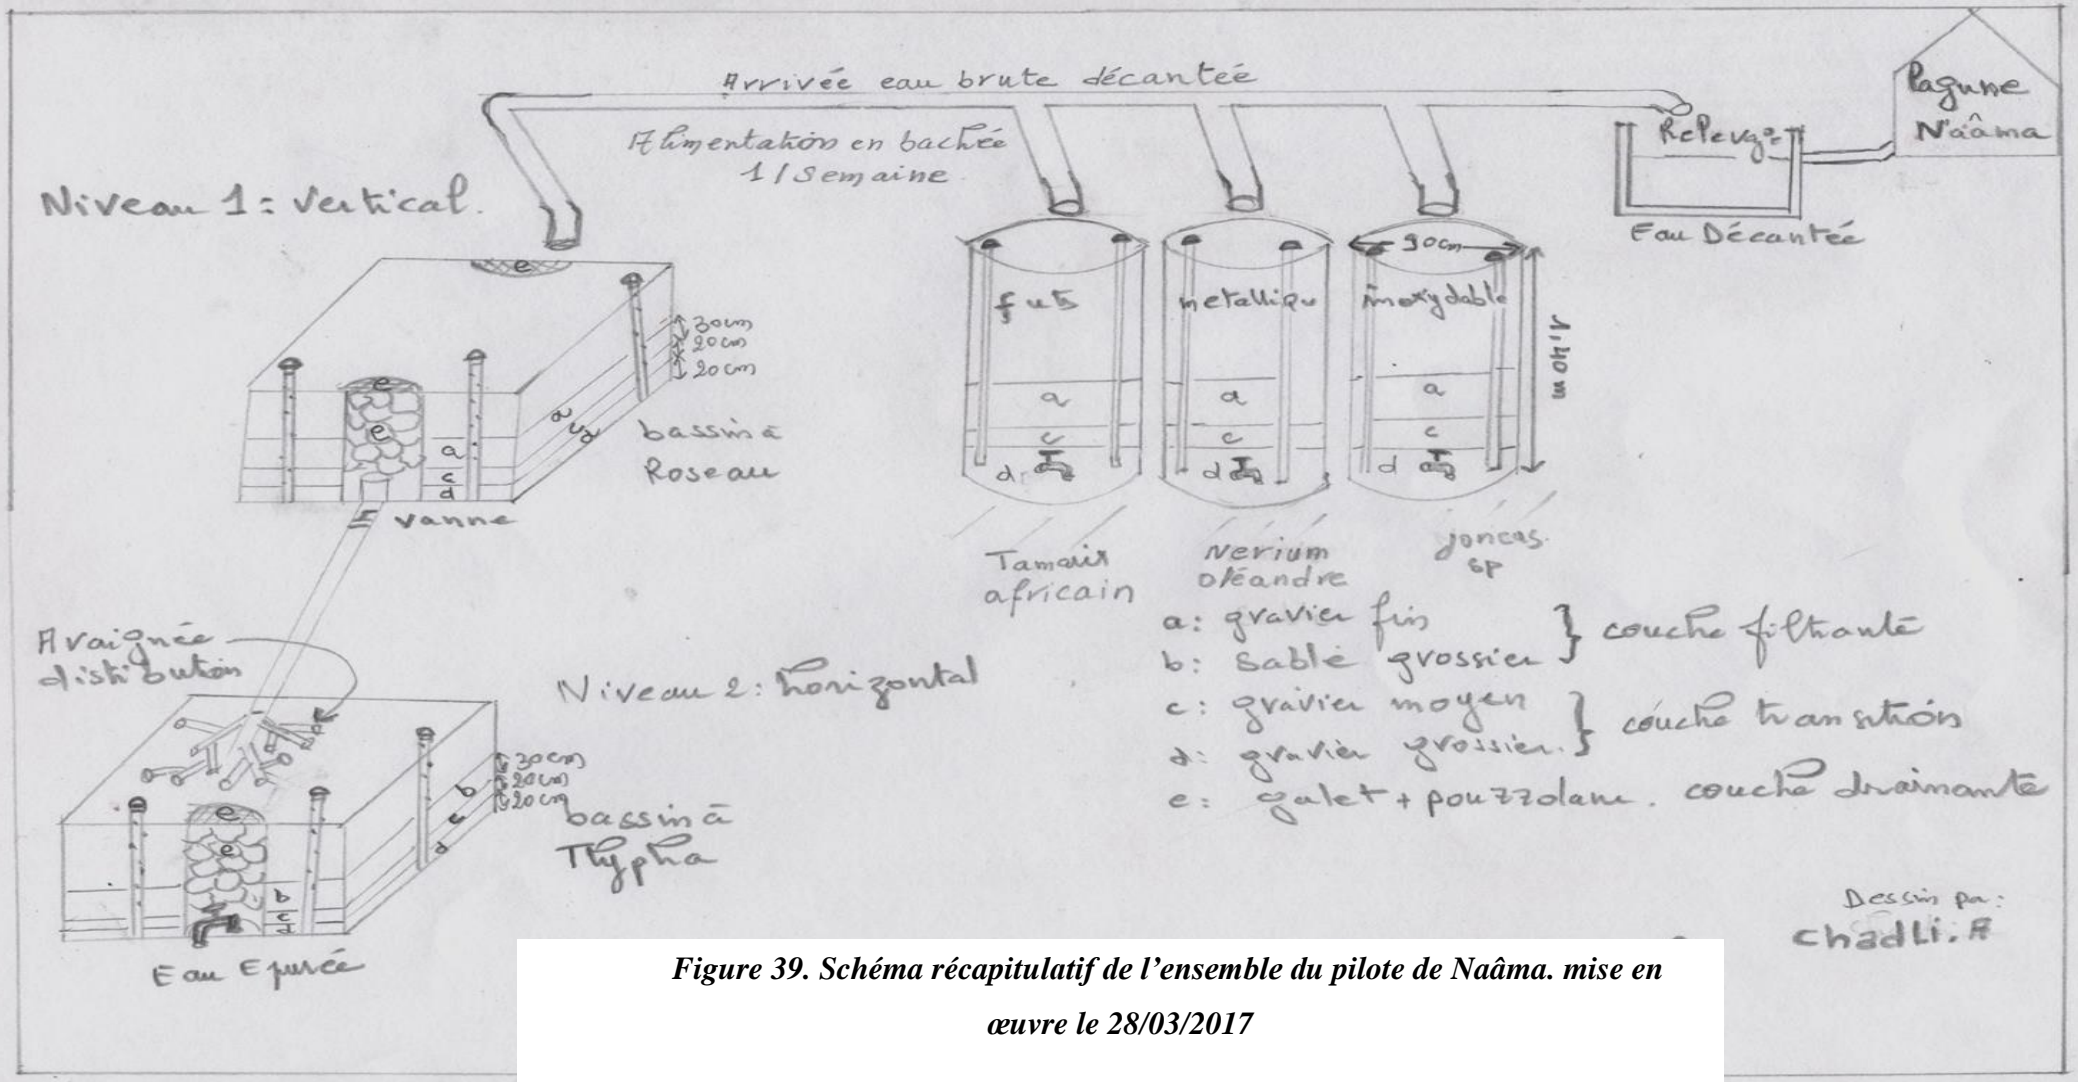 Arrivée eau brute décanteé
Alimentation en bachée
1/Semaine
Lagune
Naâma
Relevage
Eau Décantée
Niveau 1: Vertical.
e
30cm
20cm
20cm
e
e
a
c
d
a
c
d
bassin à
Roseau
vanne
futs
metalliqu
inoxydable
90cm
1,40 m
a
c
d
a
c
d
a
c
d
Tamarix
africain
Nerium
oléandre
joncus.
sp
Araignée
distribution
Niveau 2: horizontal
30cm
20cm
20cm
b
c
d
e
e
b
c
d
bassin à
Thypha
Eau Epurée
a: gravier fin
b: Sable grossier
couche filtrante
c: gravier moyen
d: gravier grossier.
couche transition
e: galet + pouzzolane. couche drainante
Dessin par:
Chadli.A
Figure 39. Schéma récapitulatif de l’ensemble du pilote de Naâma. mise en
œuvre le 28/03/2017